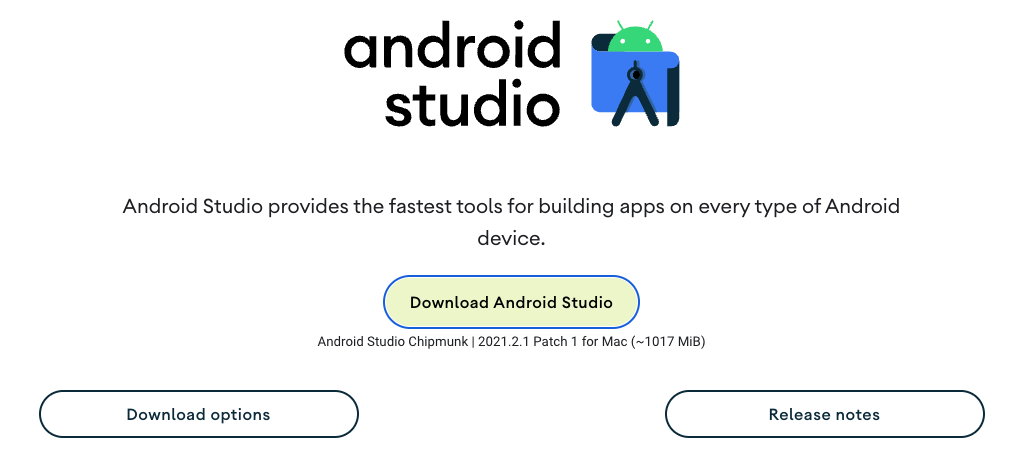 android
studio
Android Studio provides the fastest tools for building apps on every type of Android
device.
Download Android Studio
Android Studio Chipmunk | 2021.2.1 Patch 1 for Mac (~1017 MiB)
Download options
Release notes